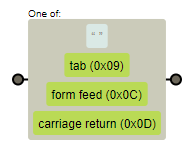 One of:
“ ”
tab (0x09)
form feed (0x0C)
carriage return (0x0D)